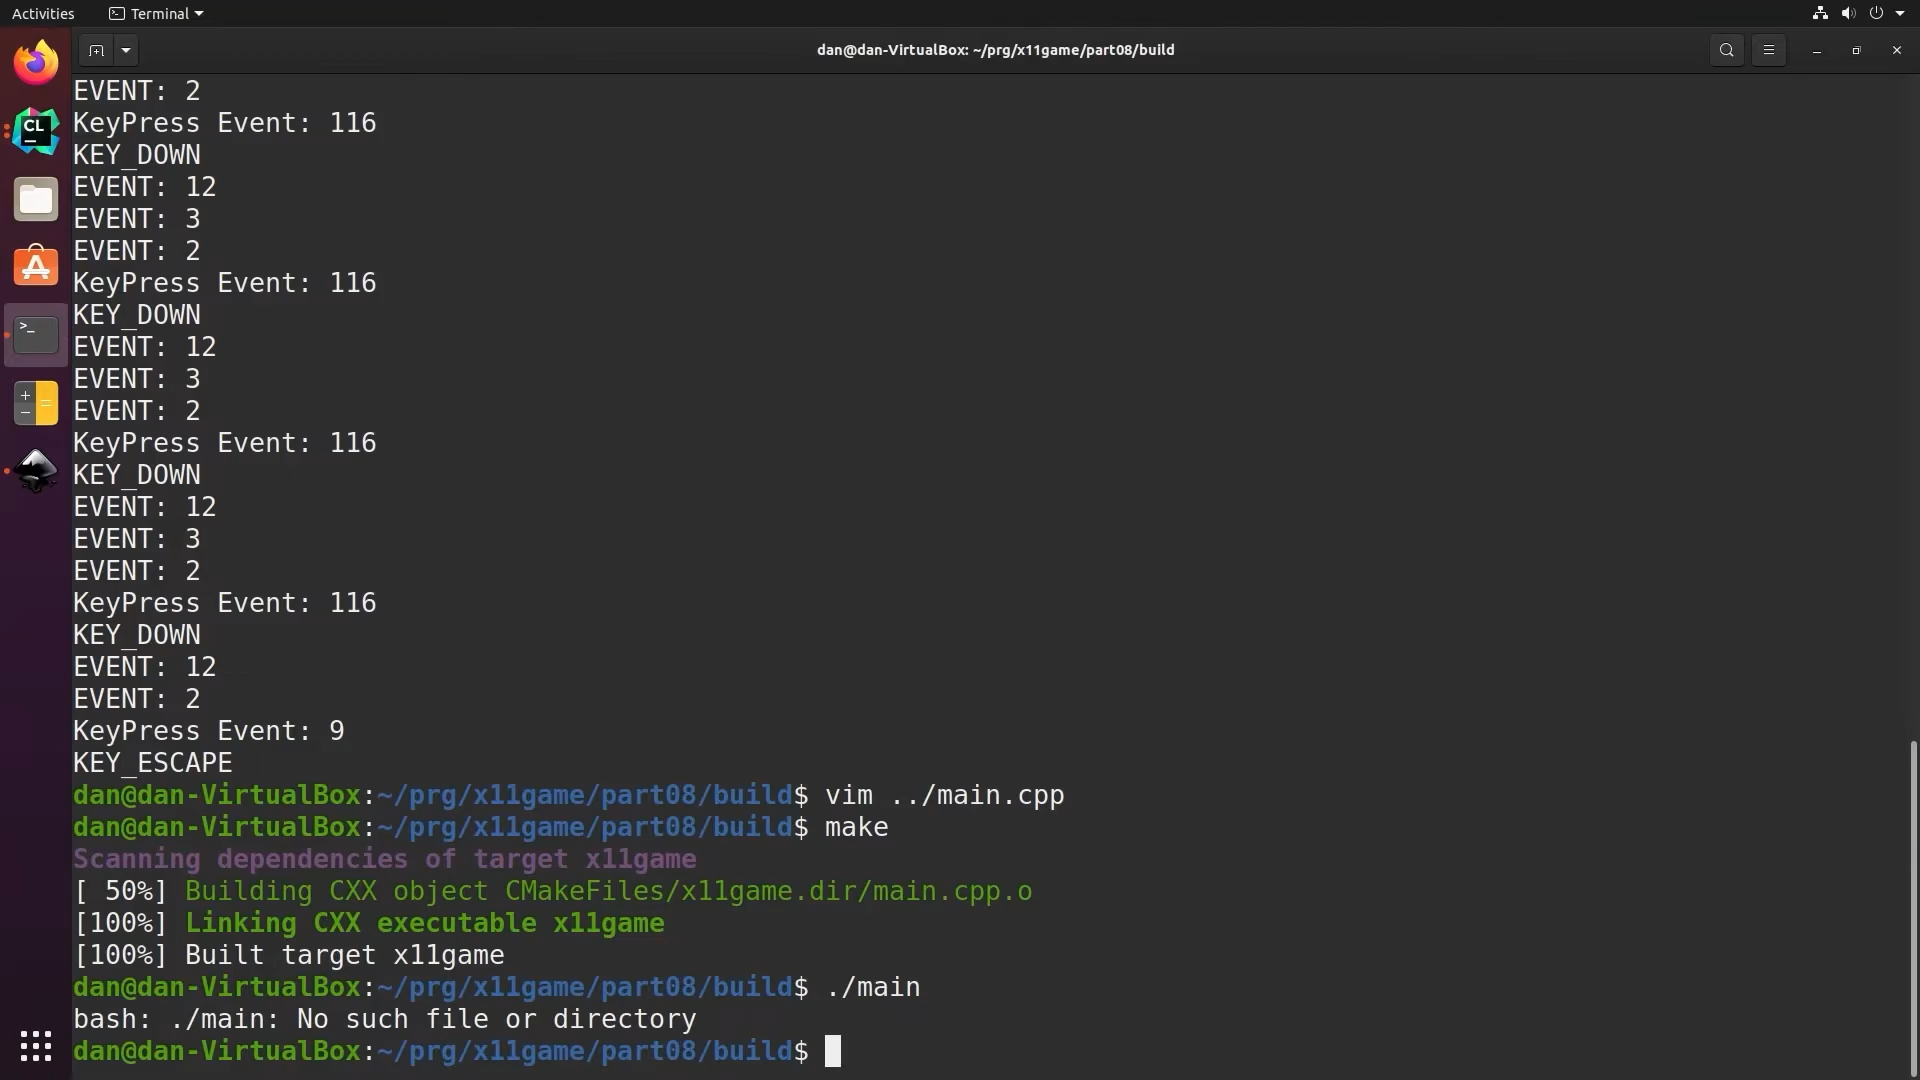 Activities
Terminal
dan@dan-VirtualBox: ~/prg/x11game/part08/build
CL
EVENT: 2
KeyPress Event: 116
KEY_DOWN
EVENT: 12
EVENT: 3
EVENT: 2
KeyPress Event: 116
KEY_DOWN
EVENT: 12
EVENT: 3
EVENT: 2
KeyPress Event: 116
KEY_DOWN
EVENT: 12
EVENT: 3
EVENT: 2
KeyPress Event: 116
KEY_DOWN
EVENT: 12
EVENT: 2
KeyPress Event: 9
KEY_ESCAPE
dan@dan-VirtualBox:~/prg/x11game/part08/build$ vim ../main.cpp
dan@dan-VirtualBox:~/prg/x11game/part08/build$ make
Scanning dependencies of target x11game
[ 50%] Building CXX object CMakeFiles/x11game.dir/main.cpp.o
[100%] Linking CXX executable x11game
[100%] Built target x11game
dan@dan-VirtualBox:~/prg/x11game/part08/build$ ./main
bash: ./main: No such file or directory
dan@dan-VirtualBox:~/prg/x11game/part08/build$